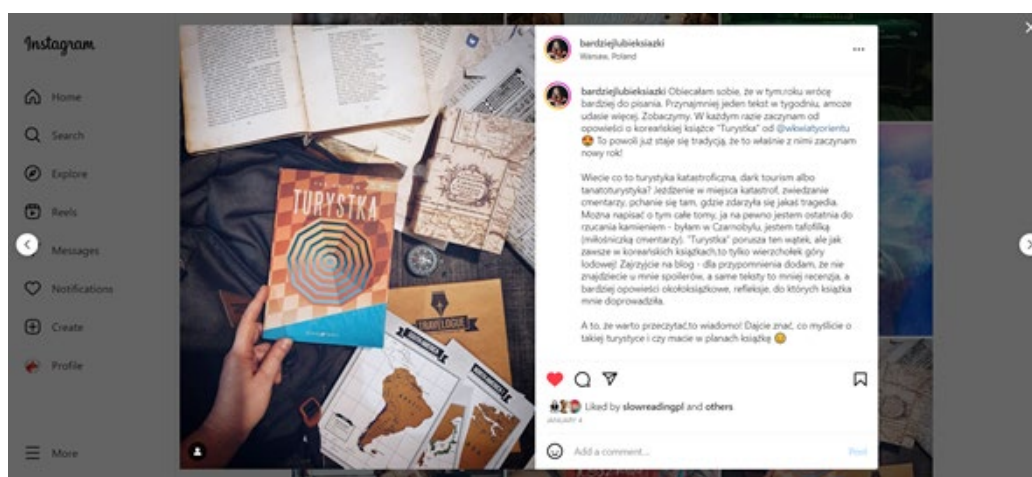 Instagram
Home
Search
Explore
Reels
Messages
Notifications
Create
Profile
More
TURYSTKA
TRAVELOGUE
SOUTH AMERICA
bardziejlubieksiazki
Warsaw, Poland
bardziejlubieksiazki Obiecałam sobie, że w tym.roku wrócę
bardziej do pisania. Przynajmniej jeden tekst w tygodniu, amoze
udasie więcej. Zobaczymy. W każdym razie zaczynam od
opowieści o koreańskiej książce "Turystka" od @wkwiatyorientu
😍 To powoli już staje się tradycją, że to właśnie z nimi zaczynam
nowy rok!
Wiecie co to turystyka katastroficzna, dark tourism albo
tanatoturystyka? Jeżdżenie w miejsca katastrof, zwiedzanie
cmentarzy, pchanie się tam, gdzie zdarzyła się jakaś tragedia.
Można napisać o tym całe tomy, ja na pewno jestem ostatnia do
rzucania kamieniem - byłam w Czarnobylu, jestem tafofilką
(miłośniczką cmentarzy). "Turystka" porusza ten wątek, ale jak
zawsze w koreańskich książkach,to tylko wierzchołek góry
lodowej! Zajrzyjcie na blog - dla przypomnienia dodam, że nie
znajdziecie u mnie spoilerów, a same teksty to mniej recenzja, a
bardziej opowieści okołoksiążkowe, refleksje, do których książka
mnie doprowadziła.
A to, że warto przeczytać,to wiadomo! Dajcie znać, co myślicie o
takiej turystyce i czy macie w planach książkę 😊
Liked by slowreadingpl and others
JANUARY 4
Add a comment...
Post